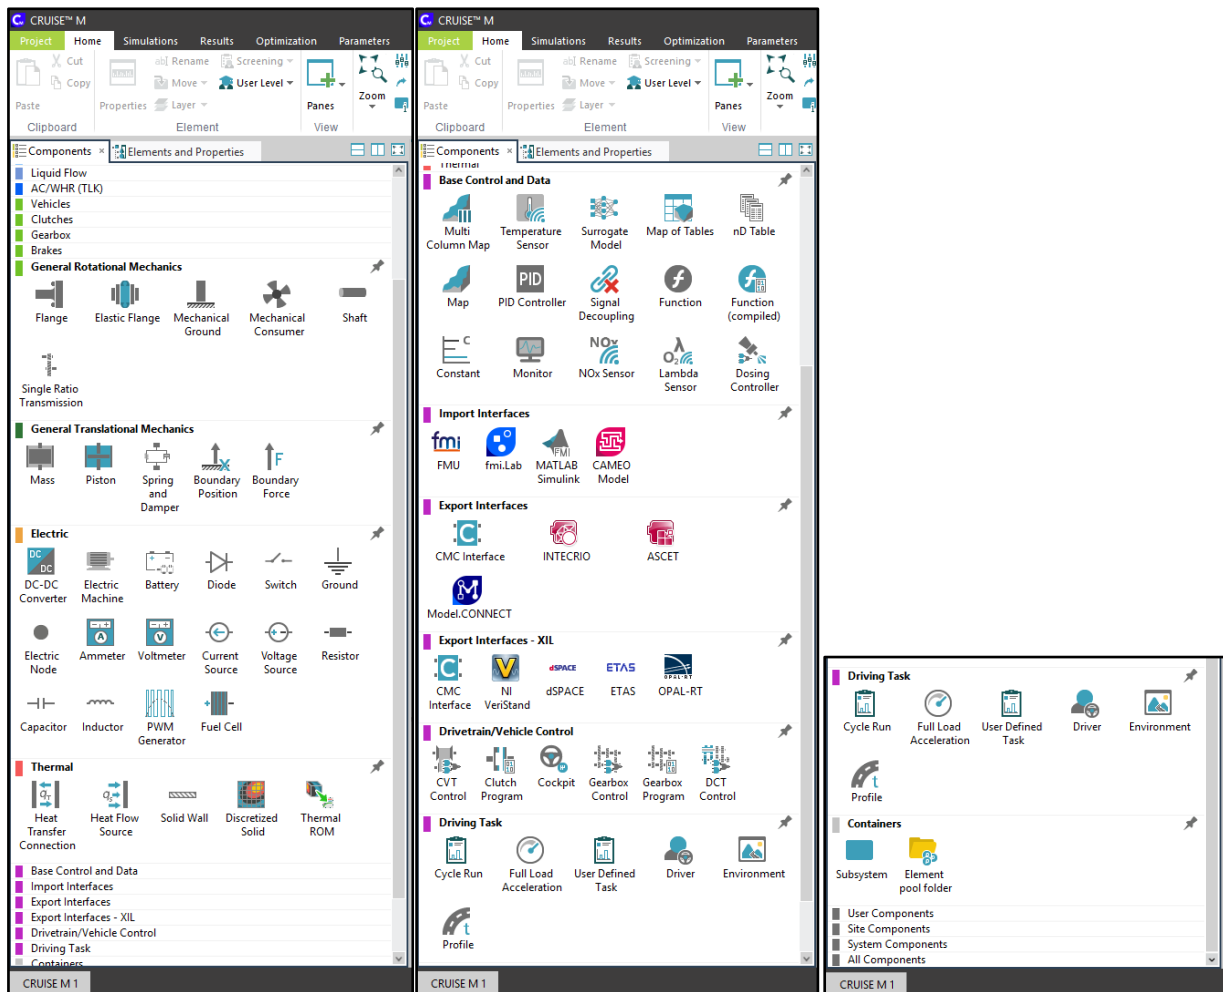 CRUISE™ M
Project Home Simulations Results Optimization Parameters
Cut
Copy
Paste
Clipboard
Rename
Move
Layer
Properties
Screening
User Level
Element
Panes
View
Zoom
Components × Elements and Properties
Liquid Flow
AC/WHR (TLK)
Vehicles
Clutches
Gearbox
Brakes
General Rotational Mechanics
Flange
Elastic Flange
Mechanical
Ground
Mechanical
Consumer
Shaft
Single Ratio
Transmission
General Translational Mechanics
F
Mass
Piston
Spring
and
Damper
Boundary
Position
Boundary
Force
Electric
DC
DC
DC-DC
Converter
Electric
Machine
Battery
Diode
Switch
Ground
A
V
Electric
Node
Ammeter
Voltmeter
Current
Source
Voltage
Source
Resistor
Capacitor
Inductor
PWM
Generator
Fuel Cell
Thermal
Heat
Transfer
Connection
Heat Flow
Source
Solid Wall
Discretized
Solid
Thermal
ROM
Base Control and Data
Import Interfaces
Export Interfaces
Export Interfaces - XIL
Drivetrain/Vehicle Control
Driving Task
Containers
CRUISE M 1
CRUISE™ M
Project Home Simulations Results Optimization Parameters
Cut
Copy
Paste
Clipboard
Rename
Move
Layer
Properties
Screening
User Level
Element
Panes
View
Zoom
Components × Elements and Properties
Thermal
Base Control and Data
Multi
Column Map
Temperature
Sensor
Surrogate
Model
Map of Tables
nD Table
PID
Map
PID Controller
Signal
Decoupling
Function
Function
(compiled)
C
NOx
λ
O₂
Constant
Monitor
NOx Sensor
Lambda
Sensor
Dosing
Controller
Import Interfaces
fmi
FMI
FMU
fmi.Lab
MATLAB
Simulink
CAMEO
Model
Export Interfaces
C
CMC Interface
INTECRIO
ASCET
M
Model.CONNECT
Export Interfaces - XIL
C
V
dSPACE
ETAS
OPAL-RT
CMC
Interface
NI
VeriStand
dSPACE
ETAS
OPAL-RT
Drivetrain/Vehicle Control
CVT
Control
Clutch
Program
Cockpit
Gearbox
Control
Gearbox
Program
DCT
Control
Driving Task
Cycle Run
Full Load
Acceleration
User Defined
Task
Driver
Environment
t
Profile
CRUISE M 1
Driving Task
Cycle Run
Full Load
Acceleration
User Defined
Task
Driver
Environment
t
Profile
Containers
Subsystem
Element
pool folder
User Components
Site Components
System Components
All Components
CRUISE M 1